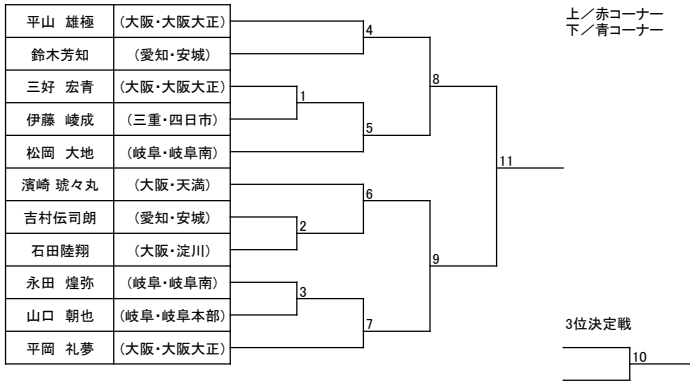 平山　雄極 (大阪・大阪大正)
鈴木芳知 (愛知・安城)
三好　宏青 (大阪・大阪大正)
伊藤　崚成 (三重・四日市)
松岡　大地 (岐阜・岐阜南)
濱崎 琥々丸 (大阪・天満)
吉村伝司朗 (愛知・安城)
石田陸翔 (大阪・淀川)
永田　煌弥 (岐阜・岐阜南)
山口　朝也 (岐阜・岐阜本部)
平岡　礼夢 (大阪・大阪大正)
1
2
3
4
5
6
7
8
9
11
上／赤コーナー
下／青コーナー
3位決定戦
10